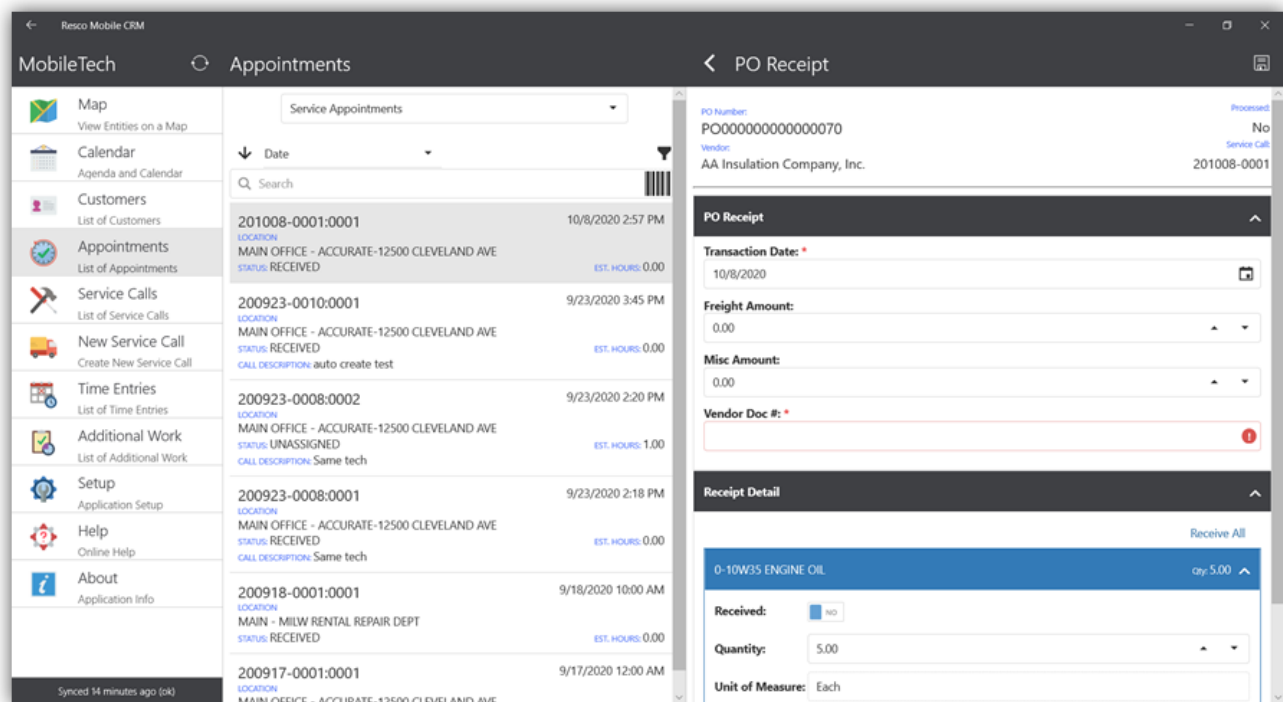 Resco Mobile CRM
MobileTech
Appointments
PO Receipt
Map
View Entities on a Map
Calendar
Agenda and Calendar
Customers
List of Customers
Appointments
List of Appointments
Service Calls
List of Service Calls
New Service Call
Create New Service Call
Time Entries
List of Time Entries
Additional Work
List of Additional Work
Setup
Application Setup
Help
Online Help
About
Application Info
Synced 14 minutes ago (ok)
Service Appointments
Date
Search
201008-0001:0001 10/8/2020 2:57 PM
LOCATION
MAIN OFFICE - ACCURATE-12500 CLEVELAND AVE
STATUS: RECEIVED EST. HOURS: 0.00
200923-0010:0001 9/23/2020 3:45 PM
LOCATION
MAIN OFFICE - ACCURATE-12500 CLEVELAND AVE
STATUS: RECEIVED EST. HOURS: 0.00
CALL DESCRIPTION: auto create test
200923-0008:0002 9/23/2020 2:20 PM
LOCATION
MAIN OFFICE - ACCURATE-12500 CLEVELAND AVE
STATUS: UNASSIGNED EST. HOURS: 1.00
CALL DESCRIPTION: Same tech
200923-0008:0001 9/23/2020 2:18 PM
LOCATION
MAIN OFFICE - ACCURATE-12500 CLEVELAND AVE
STATUS: RECEIVED EST. HOURS: 0.00
CALL DESCRIPTION: Same tech
200918-0001:0001 9/18/2020 10:00 AM
LOCATION
MAIN - MILW RENTAL REPAIR DEPT
STATUS: RECEIVED EST. HOURS: 0.00
200917-0001:0001 9/17/2020 12:00 AM
LOCATION
MAIN OFFICE - ACCURATE-12500 CLEVELAND AVE
PO Number: Processed:
PO000000000000070 No
Vendor: Service Call:
AA Insulation Company, Inc. 201008-0001
PO Receipt
Transaction Date: *
10/8/2020
Freight Amount:
0.00
Misc Amount:
0.00
Vendor Doc #: *
Receipt Detail
Receive All
0-10W35 ENGINE OIL Qty: 5.00
Received: NO
Quantity: 5.00
Unit of Measure: Each